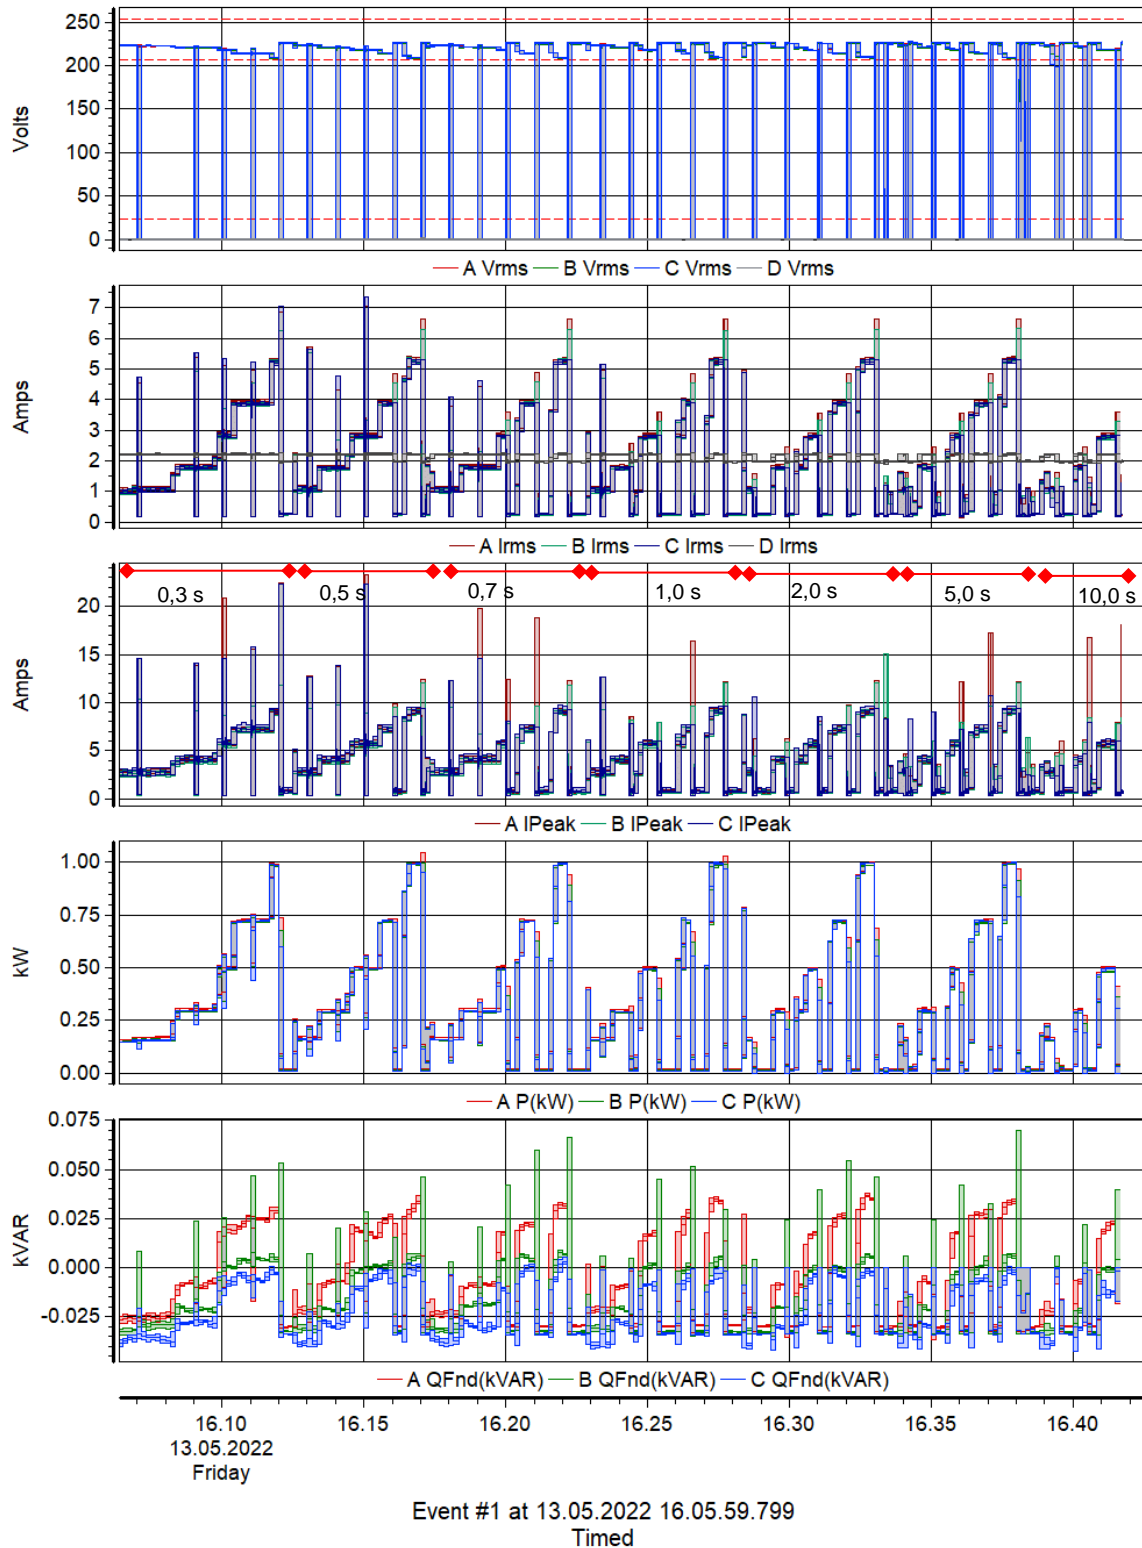 250
200
150
100
50
0
Volts
A Vrms B Vrms C Vrms D Vrms
7
6
5
4
3
2
1
0
Amps
A Irms B Irms C Irms D Irms
0,3 s 0,5 s 0,7 s 1,0 s 2,0 s 5,0 s 10,0 s
20
15
10
5
0
Amps
A IPeak B IPeak C IPeak
1.00
0.75
0.50
0.25
0.00
kW
A P(kW) B P(kW) C P(kW)
0.075
0.050
0.025
0.000
-0.025
kVAR
A QFnd(kVAR) B QFnd(kVAR) C QFnd(kVAR)
16.10 16.15 16.20 16.25 16.30 16.35 16.40
13.05.2022
Friday
Event #1 at 13.05.2022 16.05.59.799
Timed